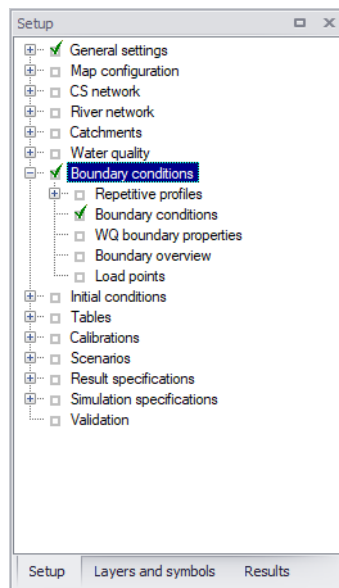 Setup
General settings
Map configuration
CS network
River network
Catchments
Water quality
Boundary conditions
Repetitive profiles
Boundary conditions
WQ boundary properties
Boundary overview
Load points
Initial conditions
Tables
Calibrations
Scenarios
Result specifications
Simulation specifications
Validation
Setup Layers and symbols Results